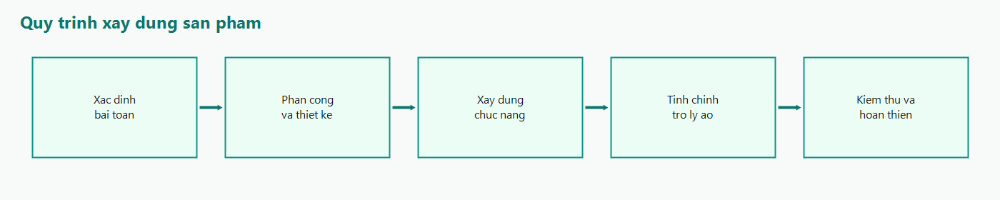 Quy trinh xay dung san pham
Xac dinh
bai toan
Phan cong
va thiet ke
Xay dung
chuc nang
Tinh chinh
tro ly ao
Kiem thu va
hoan thien